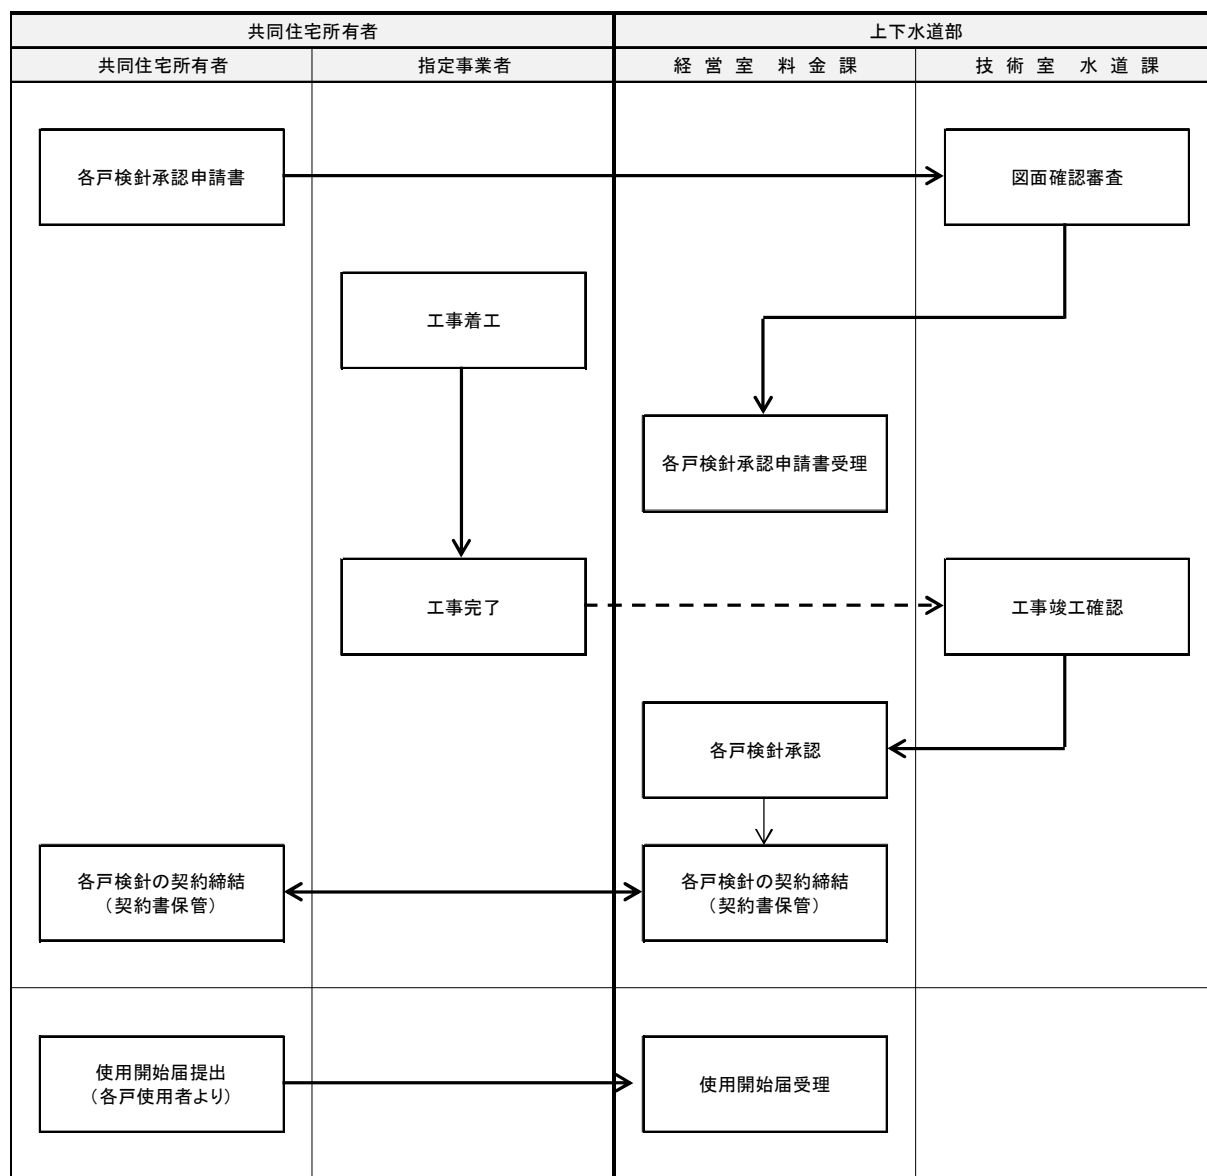 共同住宅所有者
上下水道部
共同住宅所有者
指定事業者
経営室 料金課
技術室 水道課
各戸検針承認申請書
図面確認審査
工事着工
各戸検針承認申請書受理
工事完了
工事竣工確認
各戸検針承認
各戸検針の契約締結
（契約書保管）
各戸検針の契約締結
（契約書保管）
使用開始届提出
（各戸使用者より）
使用開始届受理